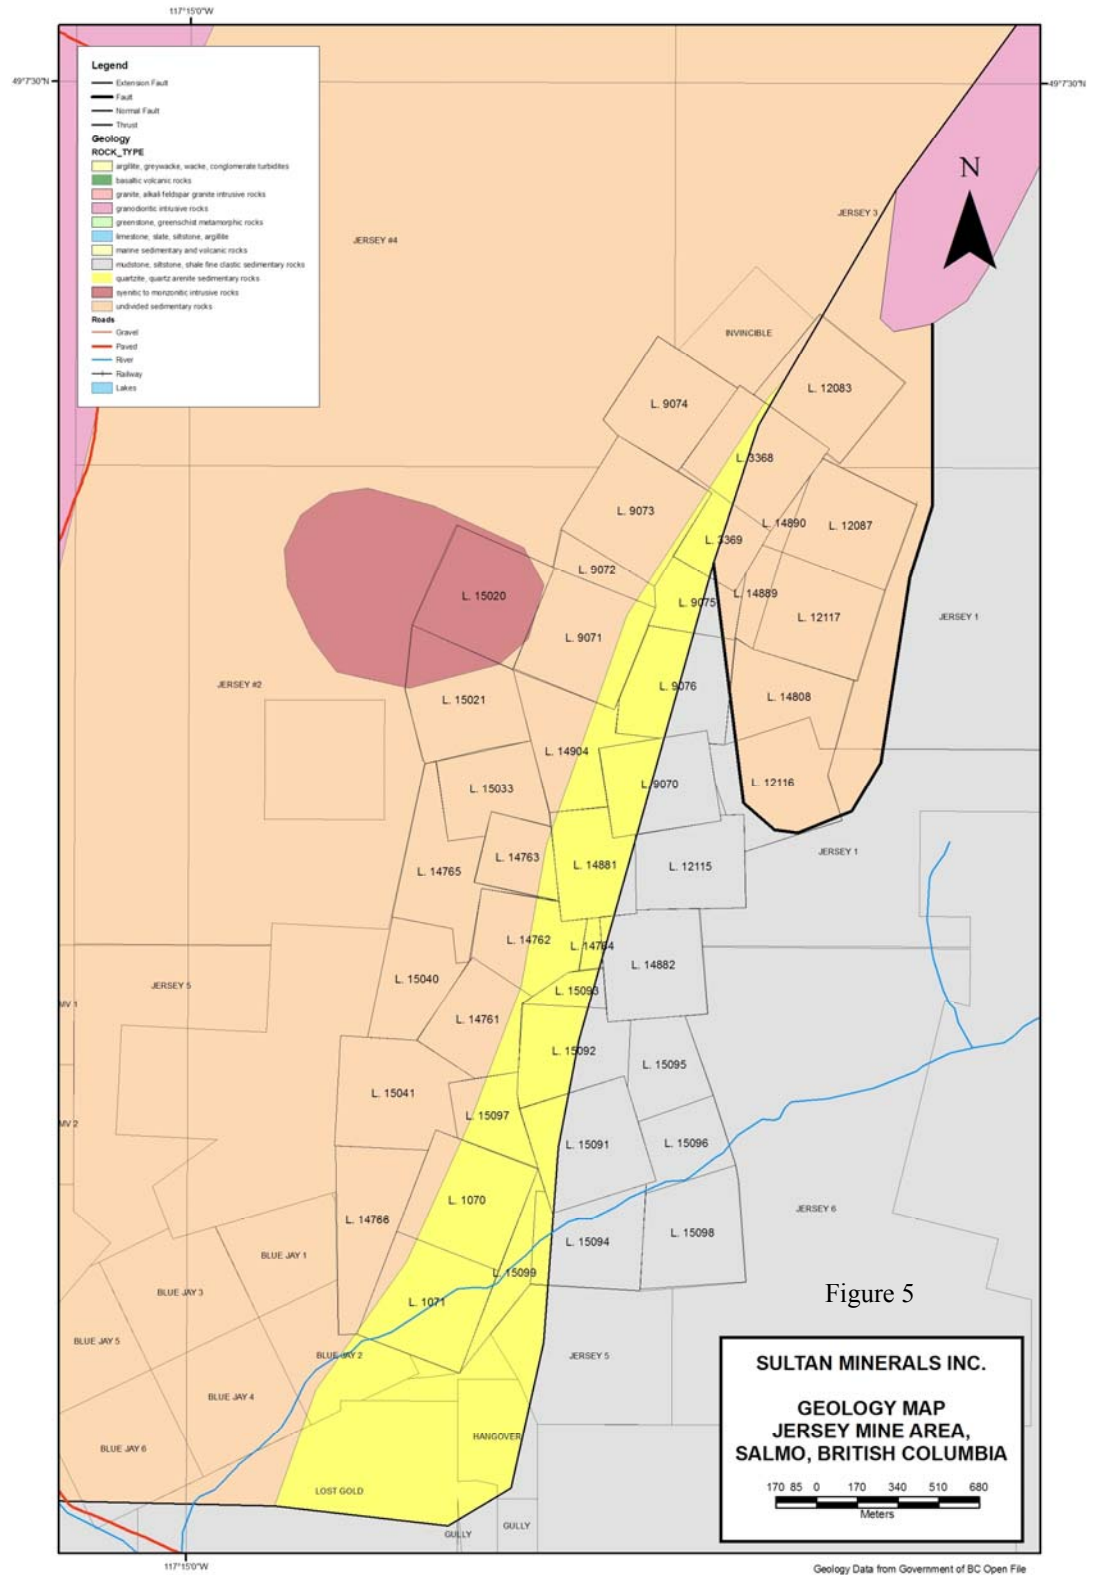 117°15'0"W
49°7'30"N
49°7'30"N
Legend
Extension Fault
Fault
Normal Fault
Thrust
Geology
ROCK_TYPE
argillite, greywacke, wacke, conglomerate turbidites
basaltic volcanic rocks
granite, alkali feldspar granite intrusive rocks
granodioritic intrusive rocks
greenstone, greenschist metamorphic rocks
limestone, slate, siltstone, argillite
marine sedimentary and volcanic rocks
mudstone, siltstone, shale fine clastic sedimentary rocks
quartzite, quartz arenite sedimentary rocks
syenitic to monzonitic intrusive rocks
undivided sedimentary rocks
Roads
Gravel
Paved
River
Railway
Lakes
N
JERSEY 3
JERSEY #4
INVINCIBLE
L. 12083
L. 9074
L. 3368
L. 9073
L. 14890
L. 12087
L. 3369
L. 9072
L. 15020
L. 14889
L. 9075
L. 12117
JERSEY 1
L. 9071
JERSEY #2
L. 9076
L. 14808
L. 15021
L. 14904
L. 15033
L. 9070
L. 12116
L. 14763
L. 14765
L. 14881
L. 12115
JERSEY 1
L. 14762
L. 14764
L. 14882
L. 15040
JERSEY 5
L. 15093
MV 1
L. 14761
L. 15092
L. 15095
L. 15041
L. 15097
MV 2
L. 15091
L. 15096
L. 1070
L. 14766
JERSEY 6
L. 15098
L. 15094
BLUE JAY 1
L. 15099
BLUE JAY 3
L. 1071
Figure 5
BLUE JAY 5
BLUE JAY 2
JERSEY 5
BLUE JAY 4
HANGOVER
BLUE JAY 6
LOST GOLD
GULLY
GULLY
SULTAN MINERALS INC.
GEOLOGY MAP
JERSEY MINE AREA,
SALMO, BRITISH COLUMBIA
170 85 0 170 340 510 680
Meters
117°15'0"W
Geology Data from Government of BC Open File